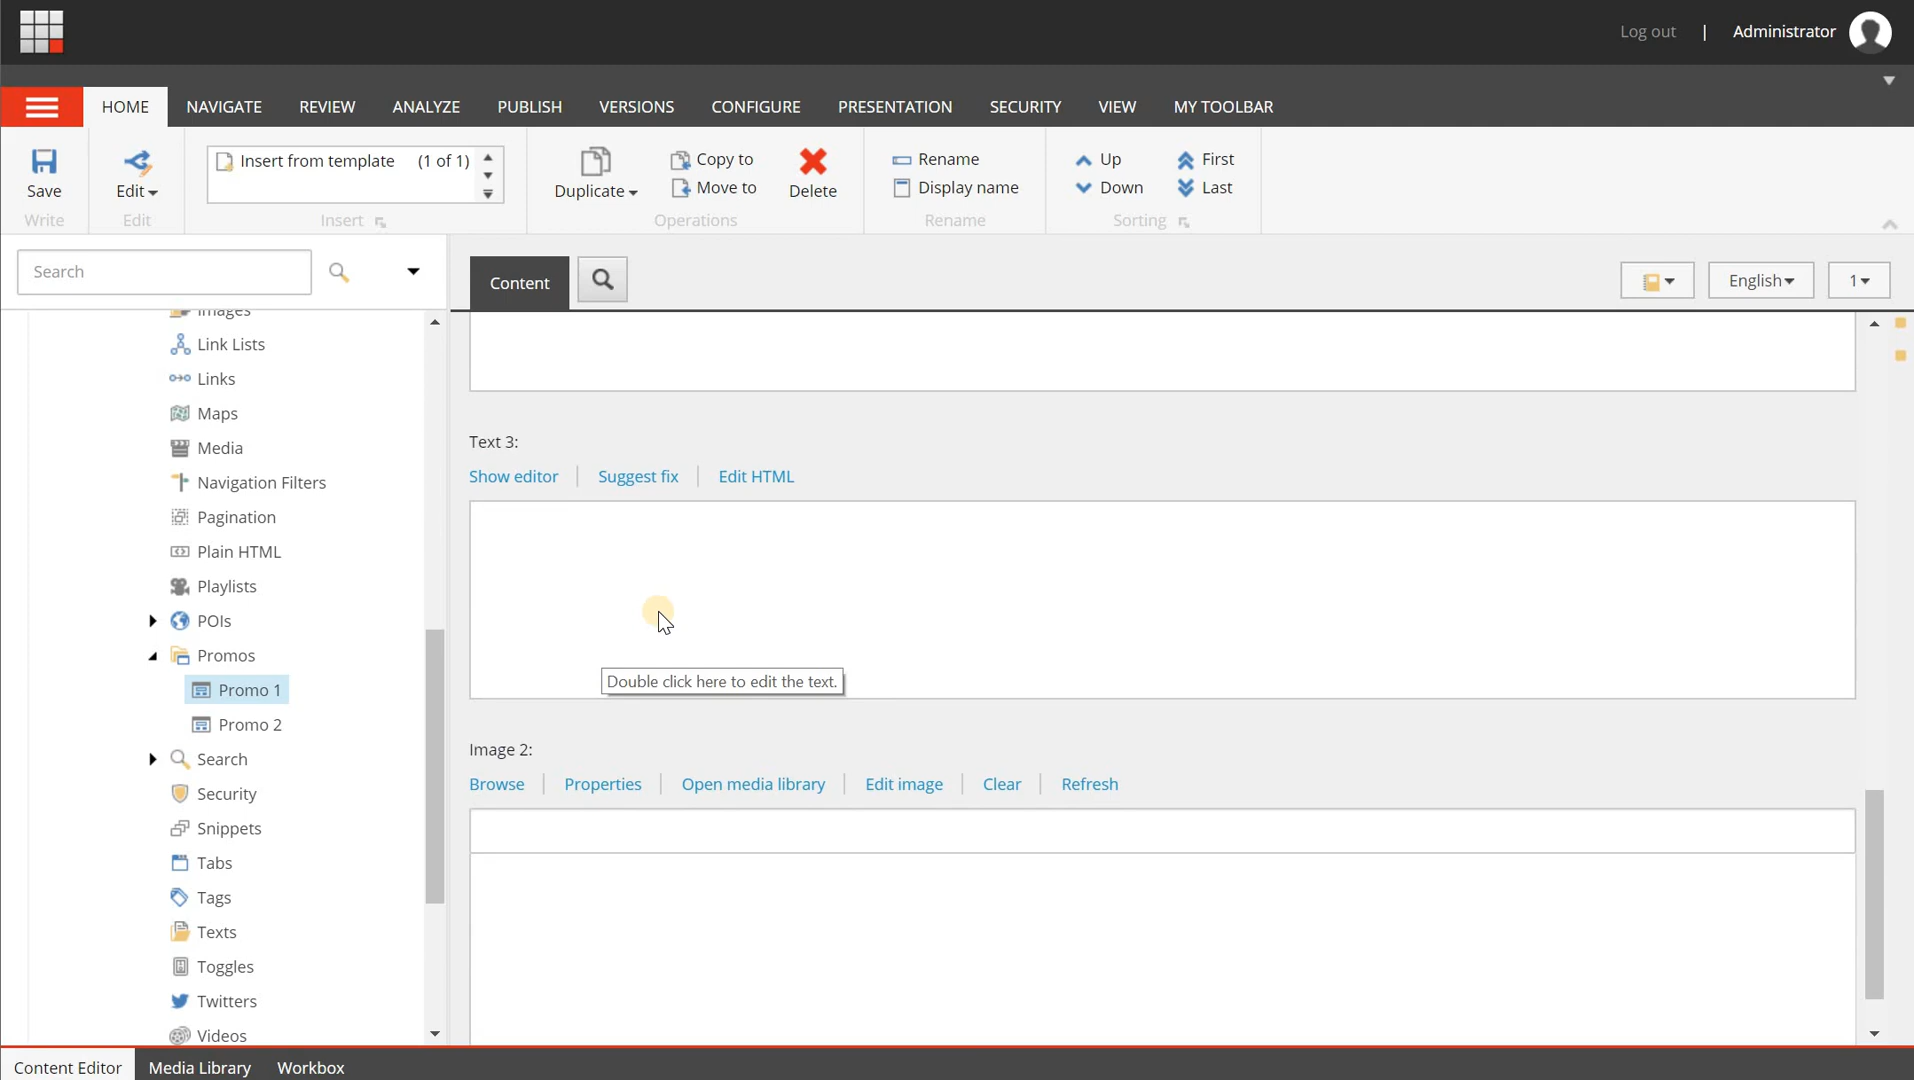 Log out | Administrator
HOME NAVIGATE REVIEW ANALYZE PUBLISH VERSIONS CONFIGURE PRESENTATION SECURITY VIEW MY TOOLBAR
Save
Write
Edit
Edit
Insert from template (1 of 1)
Insert
Duplicate
Copy to
Move to
Delete
Operations
Rename
Display name
Rename
Up
Down
First
Last
Sorting
Search
Images
Link Lists
Links
Maps
Media
Navigation Filters
Pagination
Plain HTML
Playlists
POIs
Promos
Promo 1
Promo 2
Search
Security
Snippets
Tabs
Tags
Texts
Toggles
Twitters
Videos
Content
English
1
Text 3:
Show editor | Suggest fix | Edit HTML
Double click here to edit the text.
Image 2:
Browse | Properties | Open media library | Edit image | Clear | Refresh
Content Editor Media Library Workbox